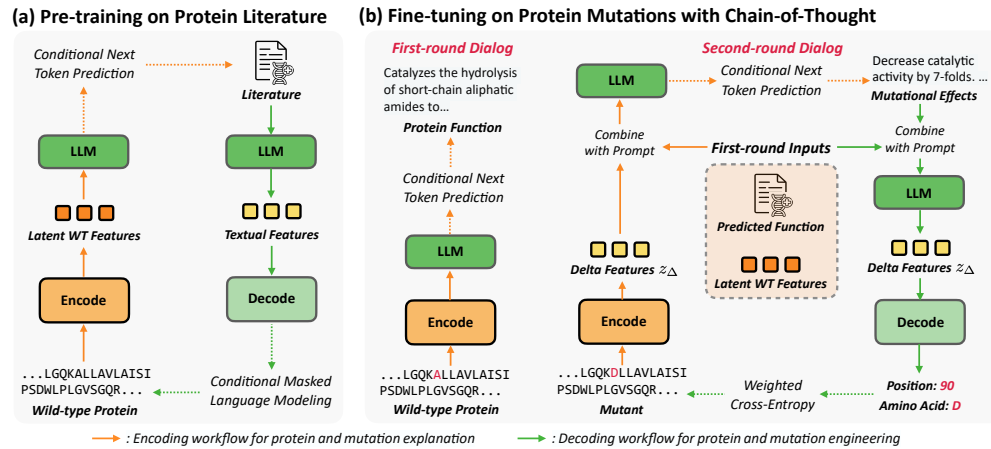 (a) Pre-training on Protein Literature
Conditional Next
Token Prediction
Literature
LLM
LLM
Latent WT Features
Textual Features
Encode
Decode
...LGQKALLAVLAISI
PSDWLPLGVSGQR...
Wild-type Protein
Conditional Masked
Language Modeling
(b) Fine-tuning on Protein Mutations with Chain-of-Thought
First-round Dialog
Catalyzes the hydrolysis
of short-chain aliphatic
amides to...
Protein Function
Conditional Next
Token Prediction
LLM
Encode
...LGQKALLAVLAISI
PSDWLPLGVSGQR...
Wild-type Protein
Second-round Dialog
LLM
Conditional Next
Token Prediction
Decrease catalytic
activity by 7-folds. ...
Mutational Effects
Combine
with Prompt
First-round Inputs
Combine
with Prompt
Predicted Function
Latent WT Features
LLM
Delta Features z△
Delta Features z△
Encode
Decode
...LGQKDLLAVLAISI
PSDWLPLGVSGQR...
Mutant
Weighted
Cross-Entropy
Position: 90
Amino Acid: D
: Encoding workflow for protein and mutation explanation
: Decoding workflow for protein and mutation engineering